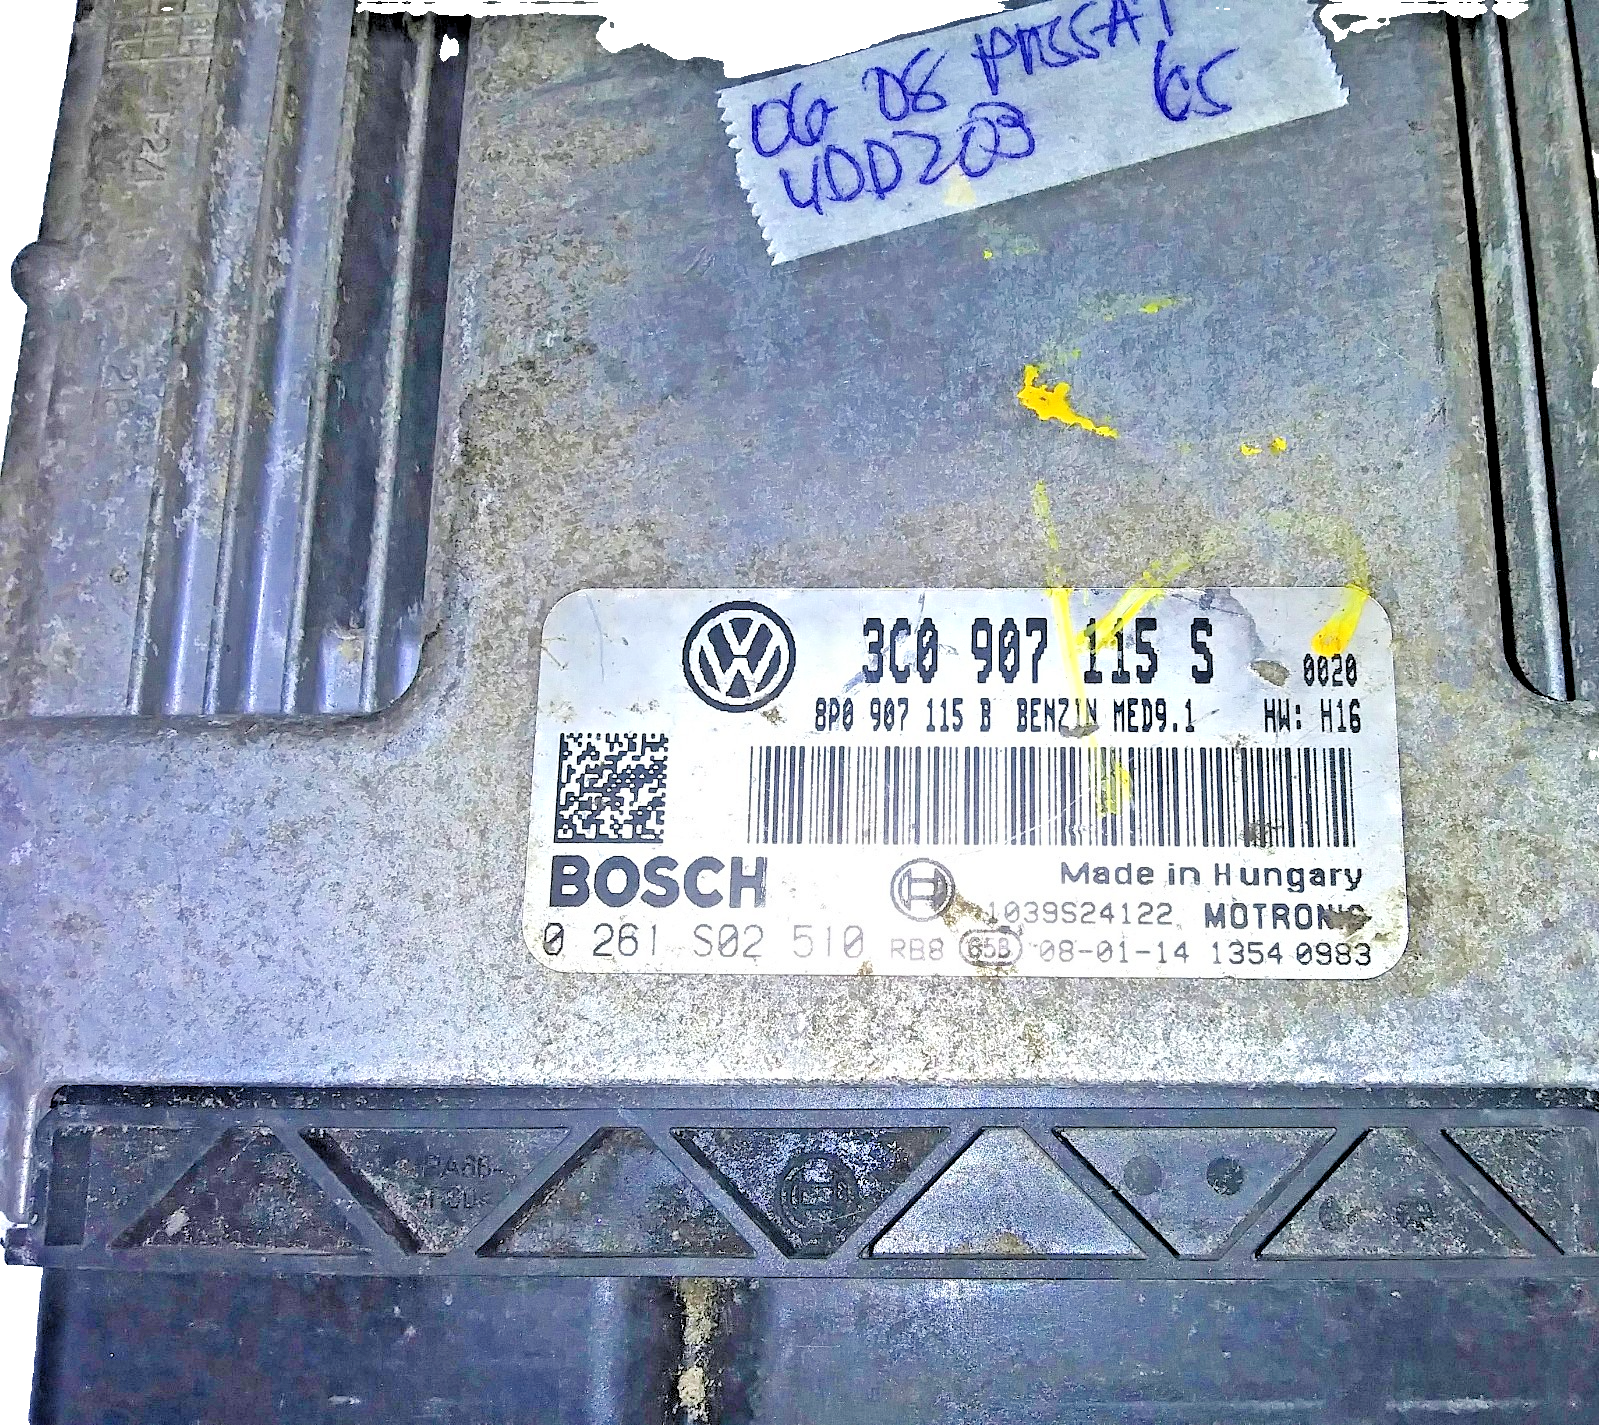 06 08 PASSAT
4DD203 65
3C0 907 115 S
0020
8P0 907 115 B BENZIN MED9.1 HW: H16
BOSCH
Made in Hungary
1039S24122 MOTRONIC
0 261 S02 510 RB8 65B 08-01-14 1354 0983